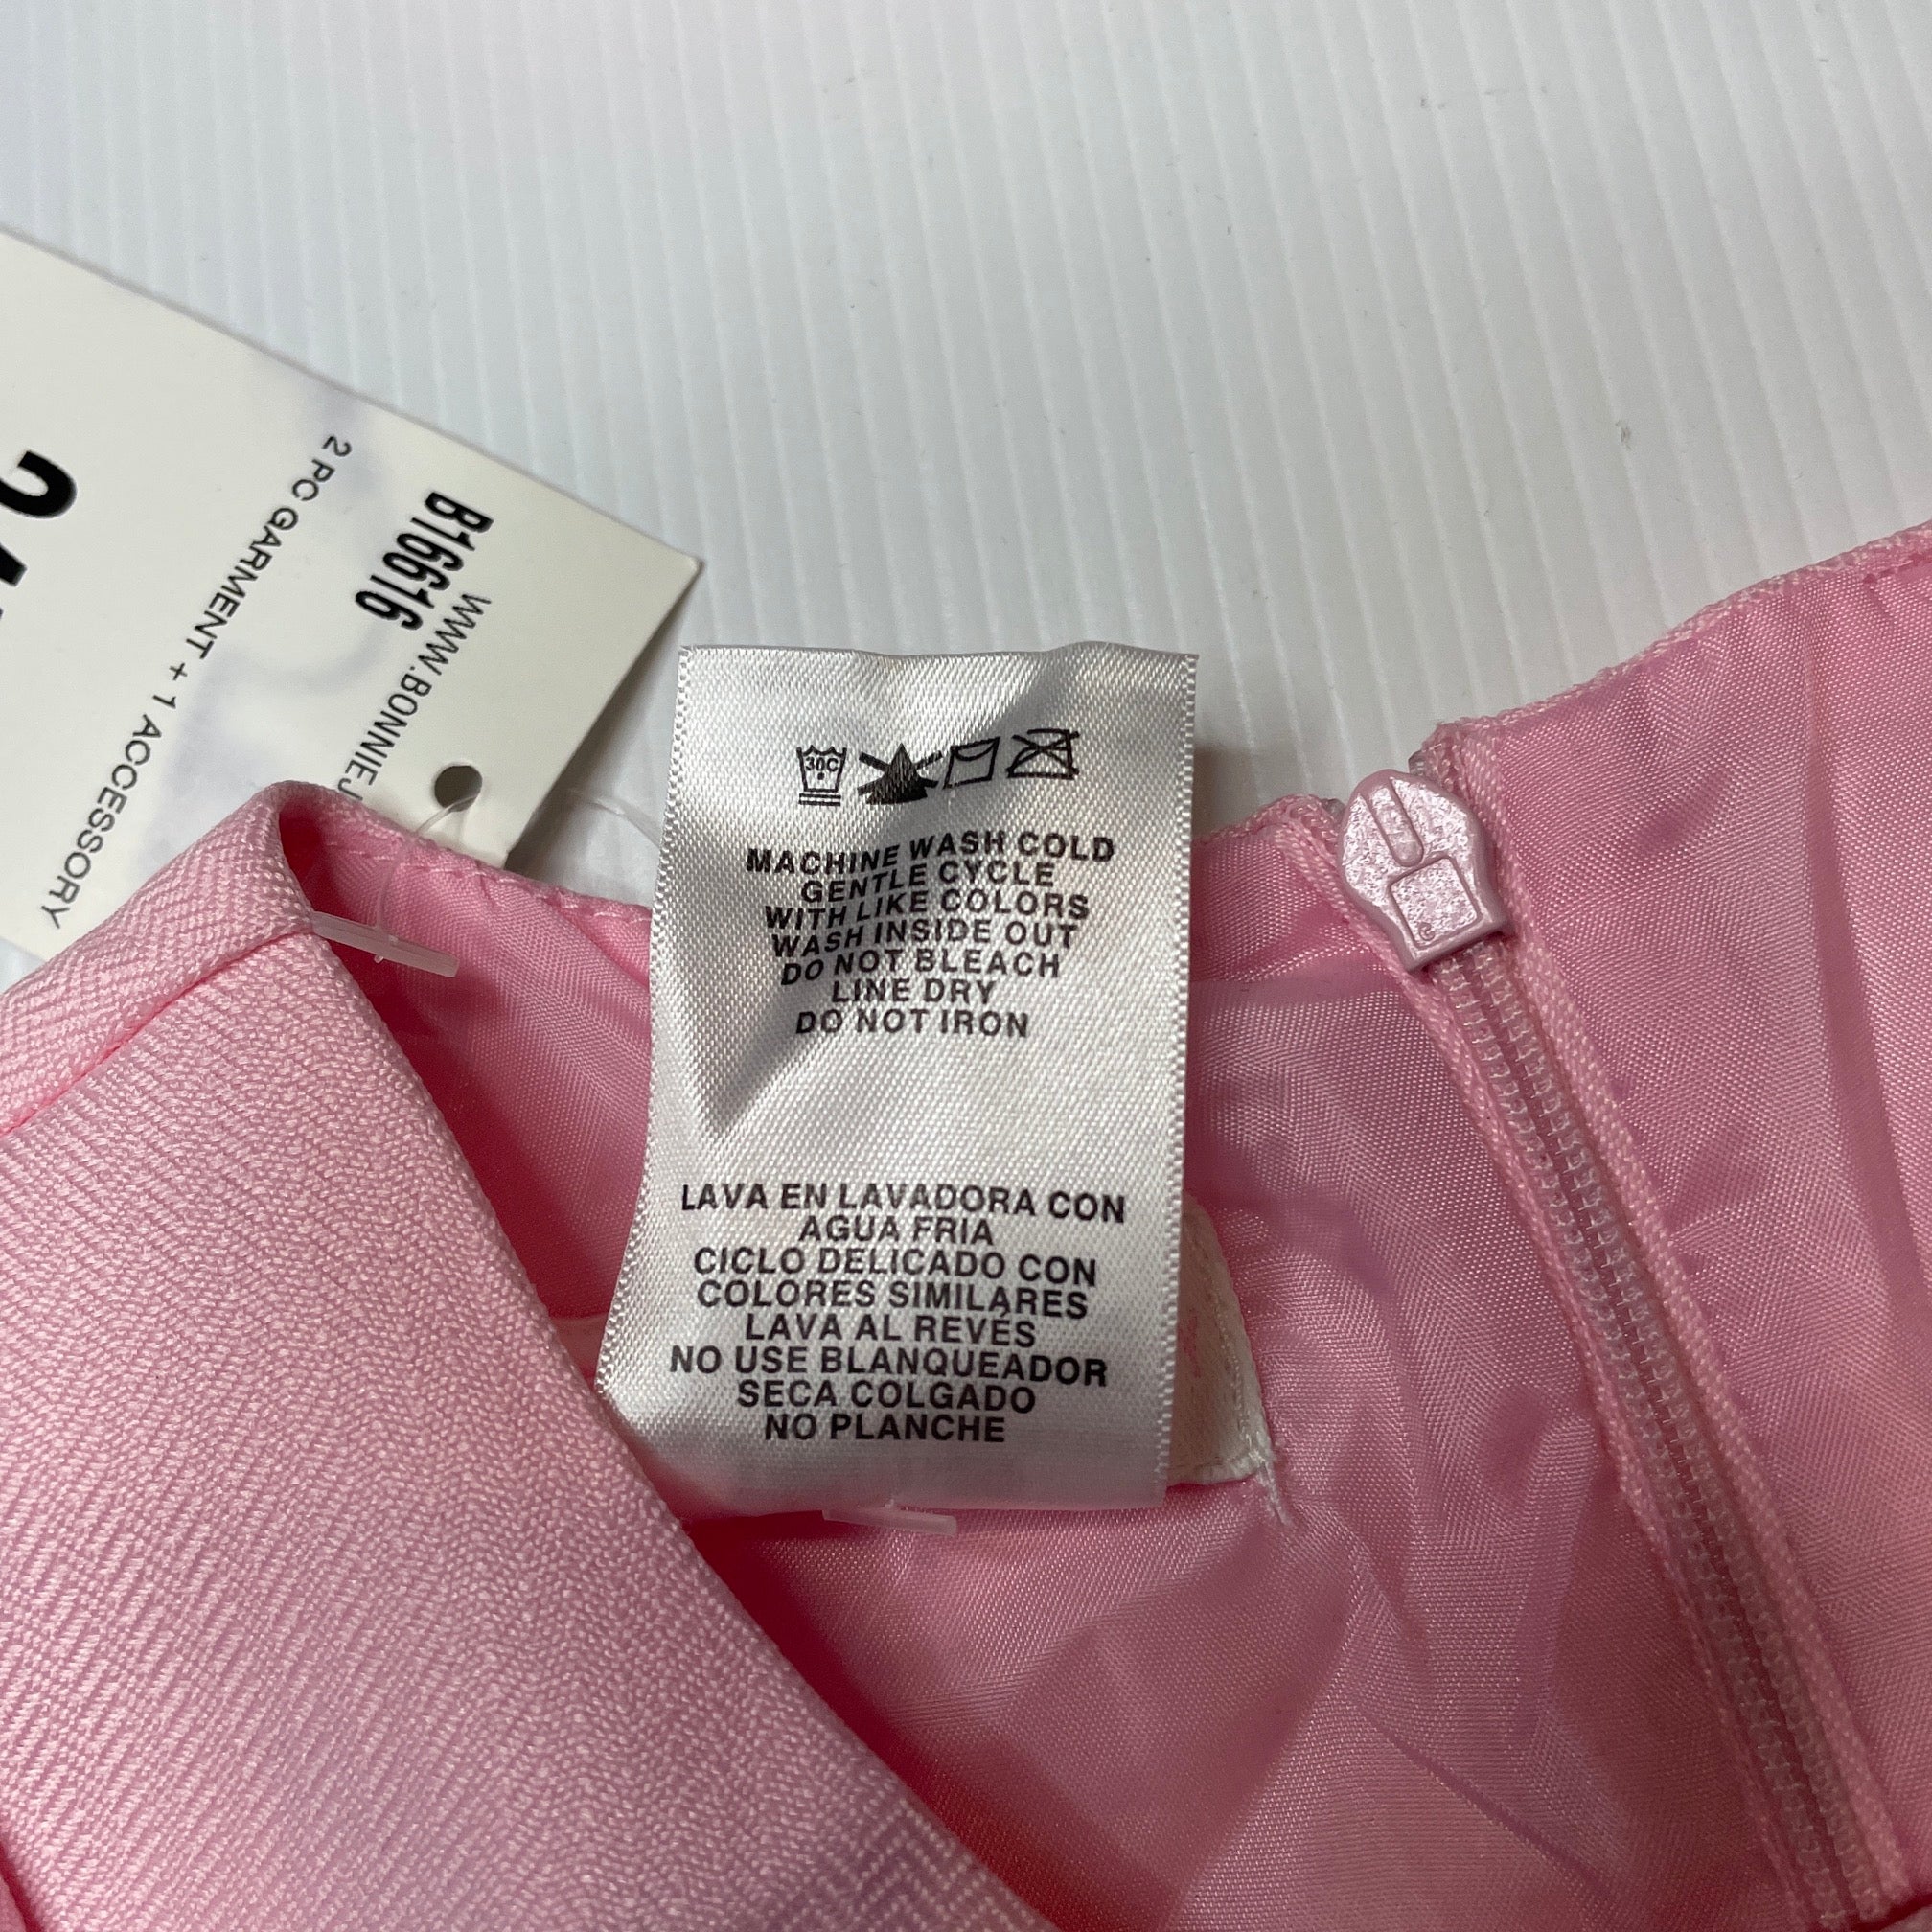 B16616
WWW.BONNIEJ
2 PC GARMENT + 1 ACCESSORY
30C
MACHINE WASH COLD
GENTLE CYCLE
WITH LIKE COLORS
WASH INSIDE OUT
DO NOT BLEACH
LINE DRY
DO NOT IRON
LAVA EN LAVADORA CON
AGUA FRIA
CICLO DELICADO CON
COLORES SIMILARES
LAVA AL REVÉS
NO USE BLANQUEADOR
SECA COLGADO
NO PLANCHE